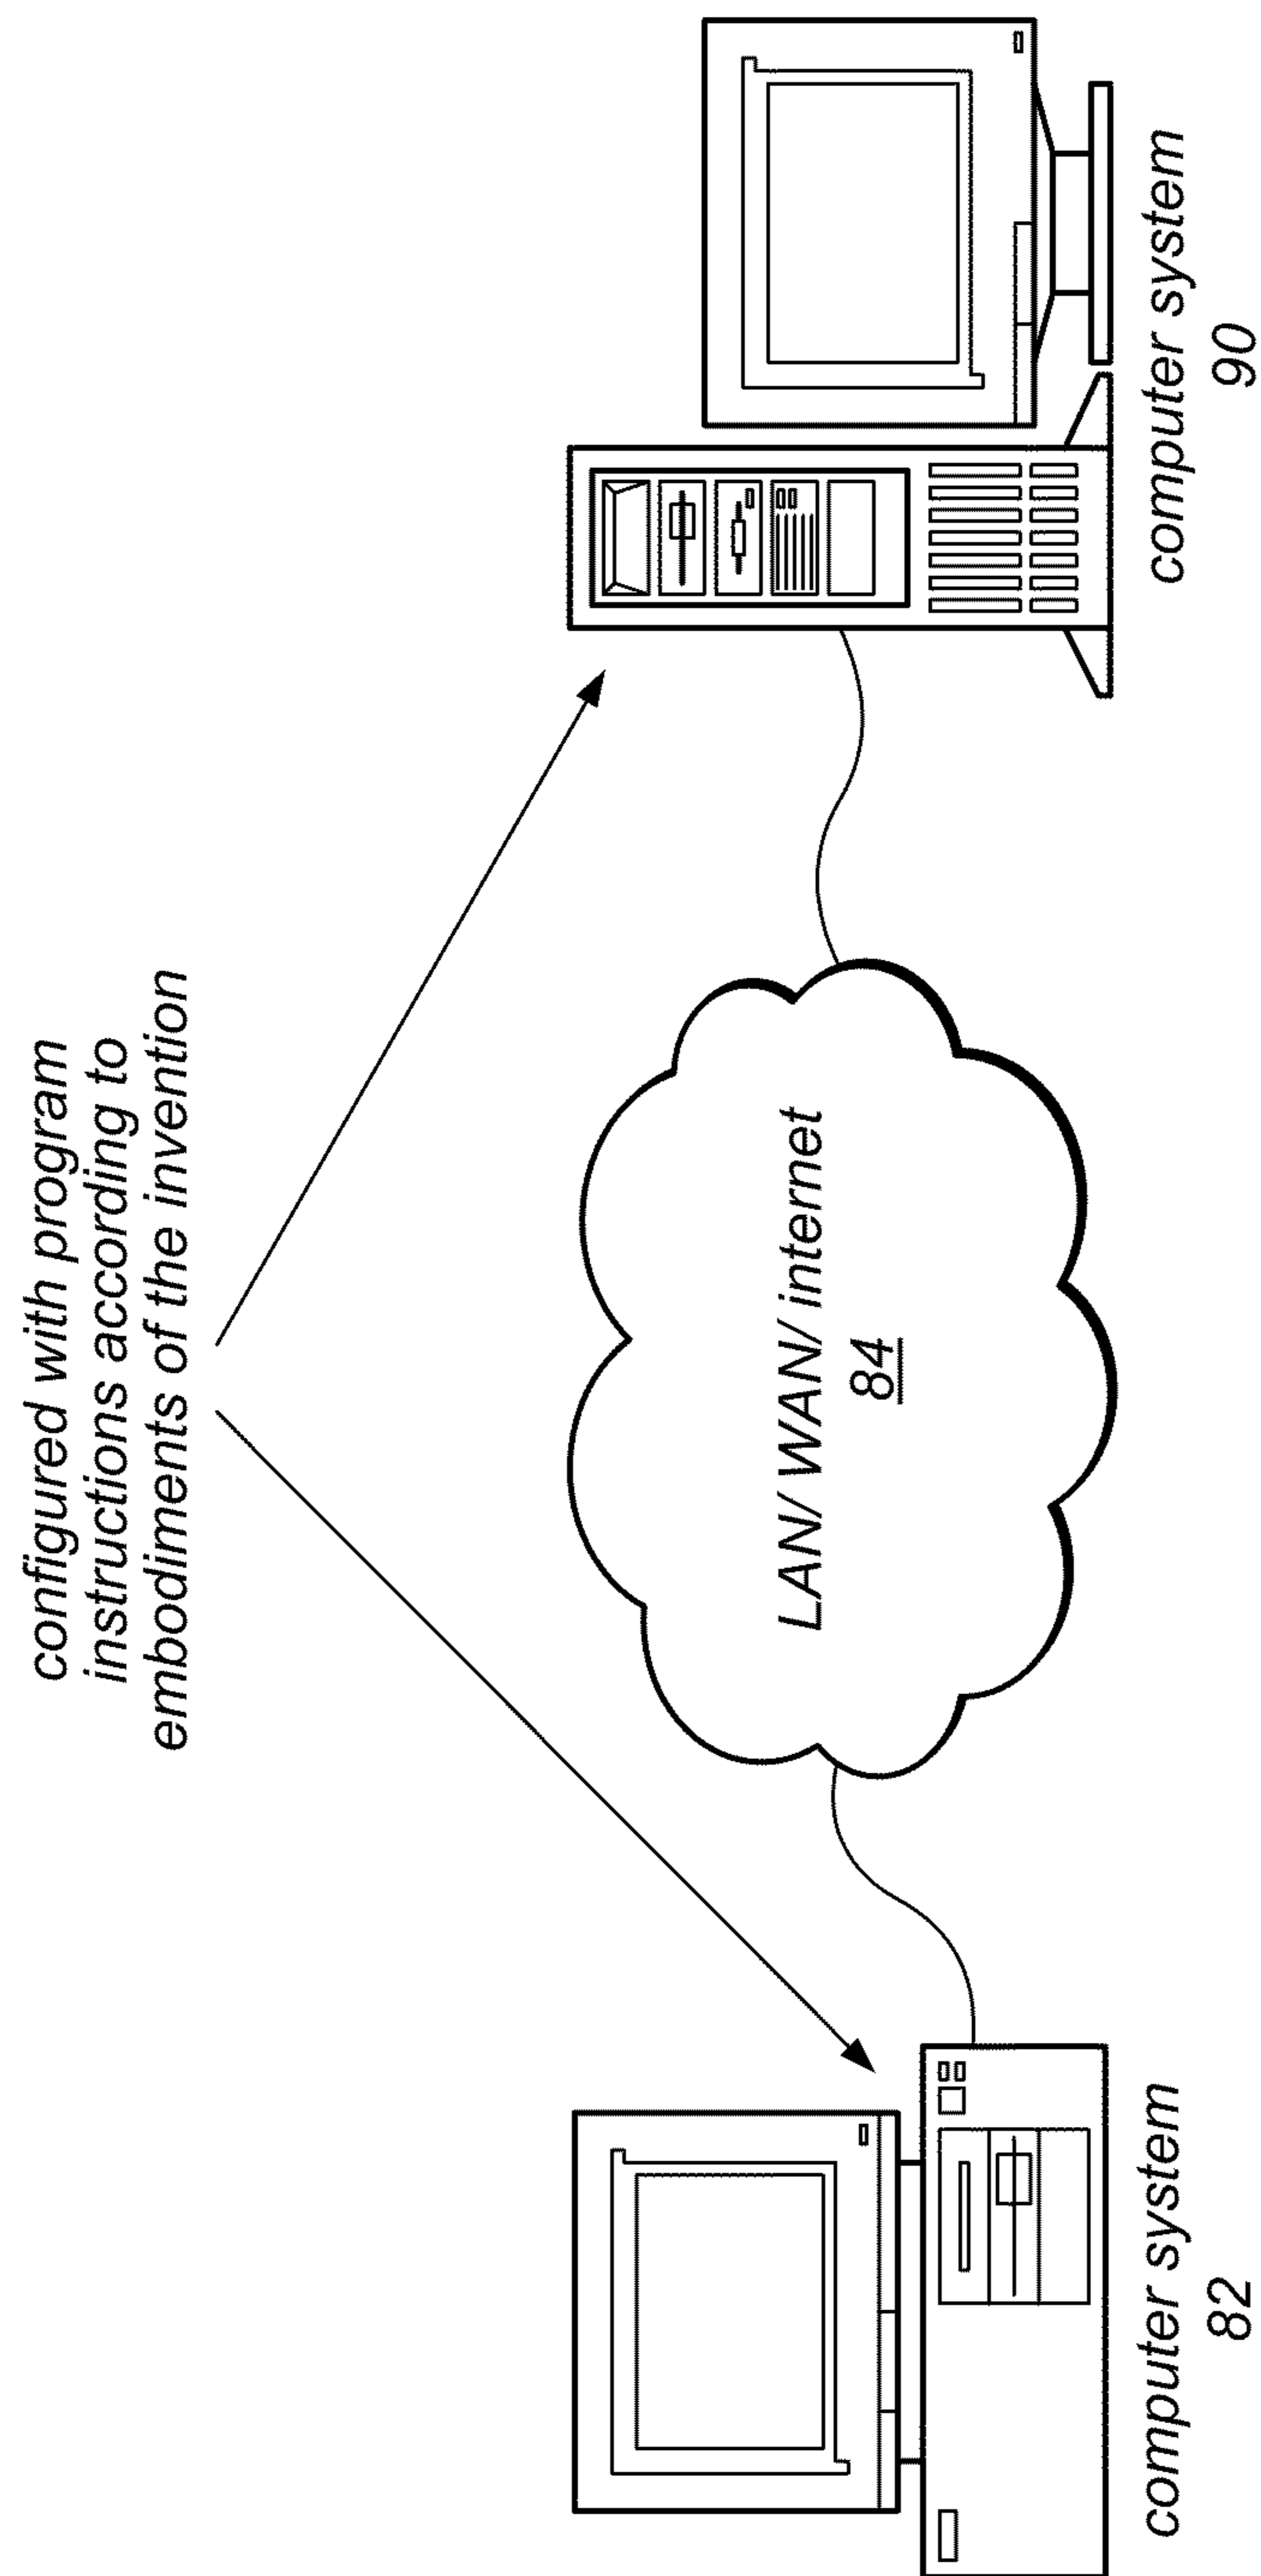 configured with program
instructions according to
embodiments of the invention
LAN/ WAN/ internet
84
computer system
82
computer system
90